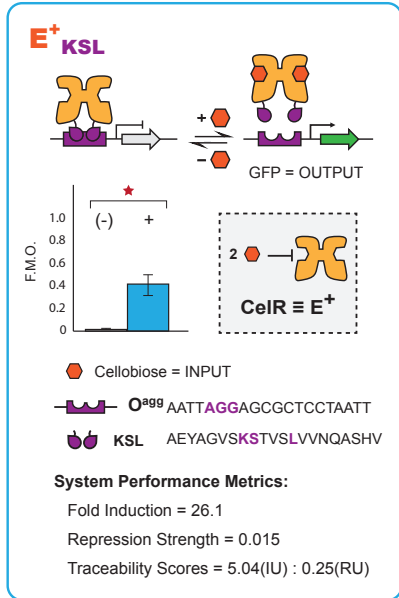 E⁺KSL
+
−
GFP = OUTPUT
(-) +
F.M.O.
1.0
0.8
0.6
0.4
0.2
0
2
CelR ≡ E⁺
Cellobiose = INPUT
Oᵃᵍᵍ AATTAGGAGCGCTCCTAATT
KSL AEYAGVSKSTVSLVVNQASHV
System Performance Metrics:
Fold Induction = 26.1
Repression Strength = 0.015
Traceability Scores = 5.04(IU) : 0.25(RU)